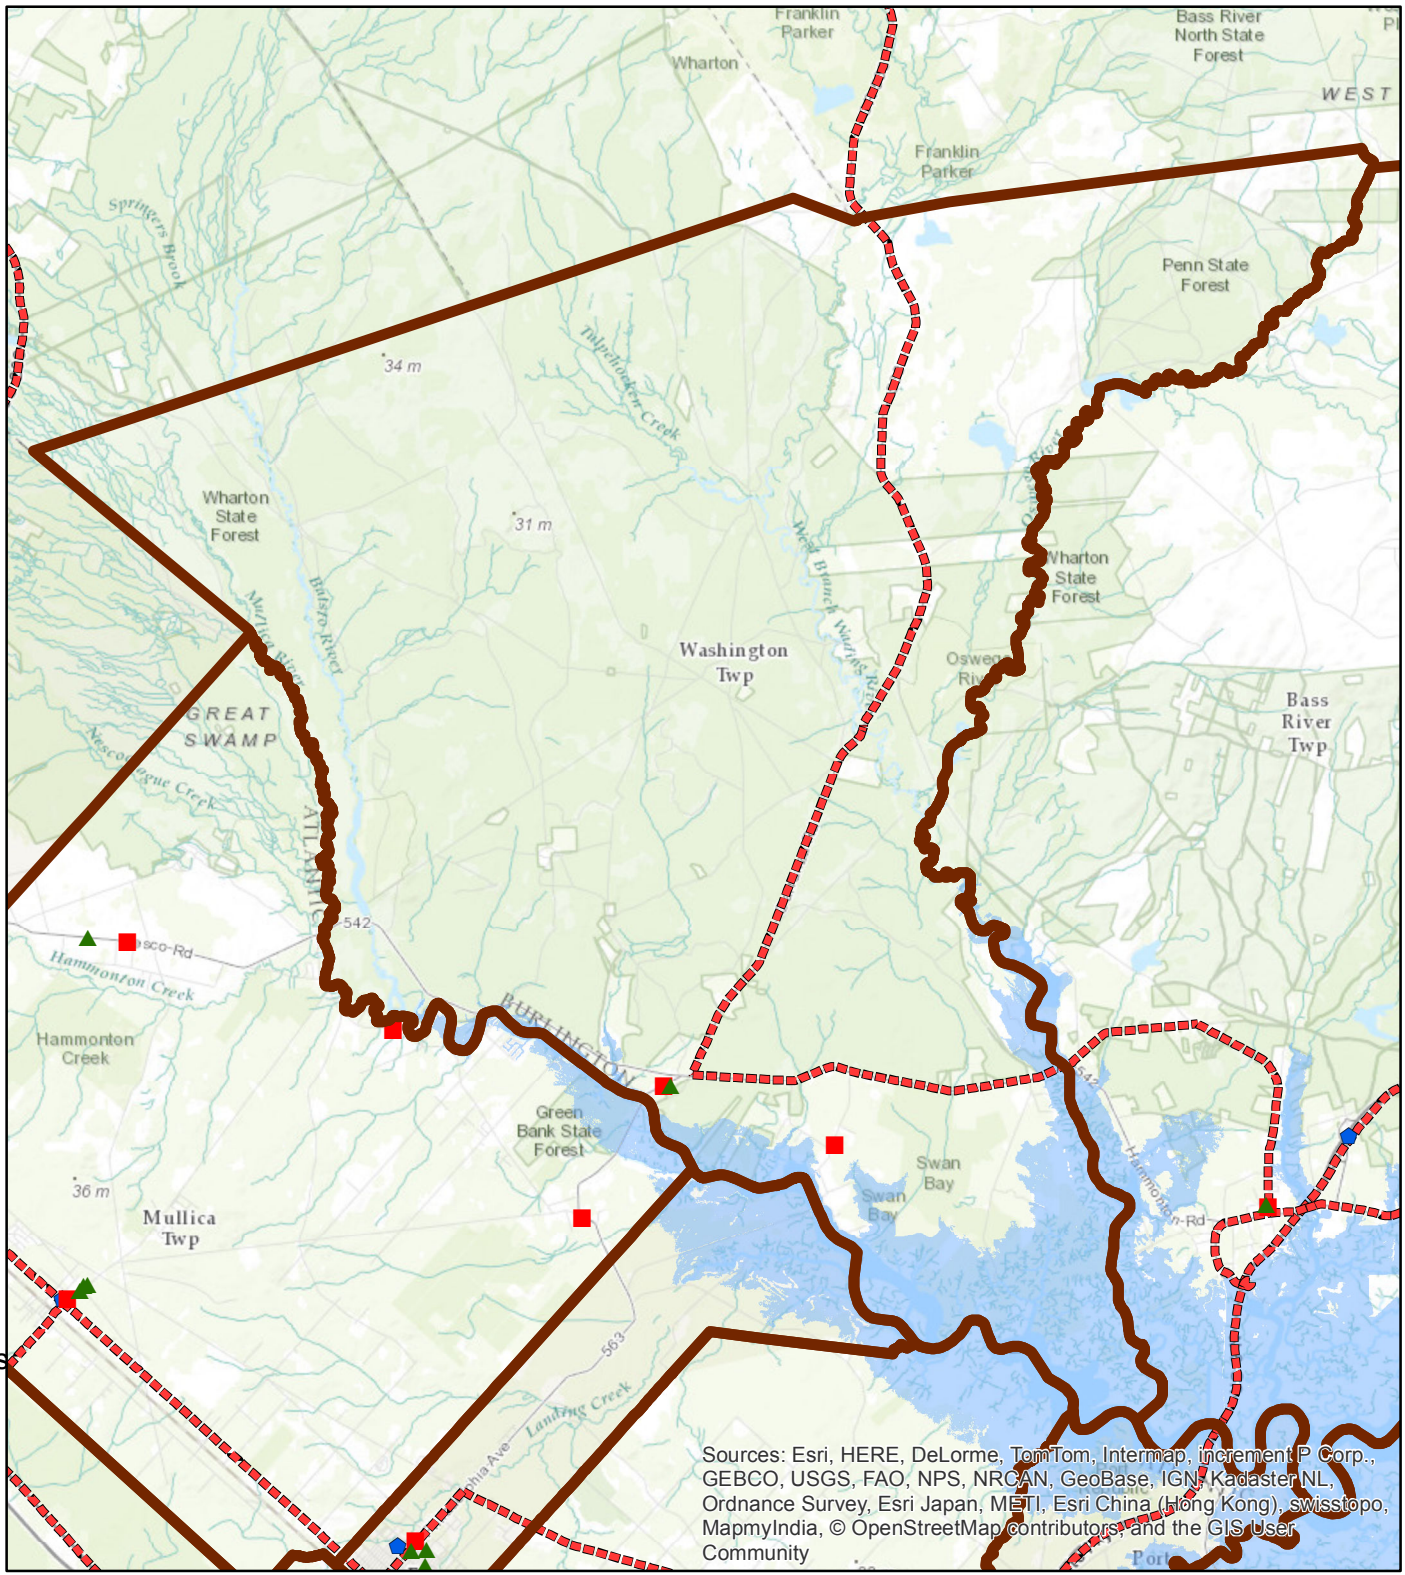 Franklin
Parker
Bass River
North State
Forest
Wharton
WEST
Franklin
Parker
Springers Brook
Penn State
Forest
34 m
Tulpehocken Creek
Wharton
State
Forest
31 m
West Branch Wading
Wharton
State
Forest
Batsto River
Mullica River
Washington
Twp
GREAT
SWAMP
Bass
River
Twp
ATLANTIC
542
Hammonton Creek
BURLINGTON
Hammonton
Creek
542
Green
Bank State
Forest
Swan
Bay
Swan
Bay
Hammonton-Rd
36 m
Mullica
Twp
563
Landing Creek
Sources: Esri, HERE, DeLorme, TomTom, Intermap, increment P Corp.,
GEBCO, USGS, FAO, NPS, NRCAN, GeoBase, IGN, Kadaster NL,
Ordnance Survey, Esri Japan, METI, Esri China (Hong Kong), swisstopo,
MapmyIndia, © OpenStreetMap contributors, and the GIS User
Community
Port